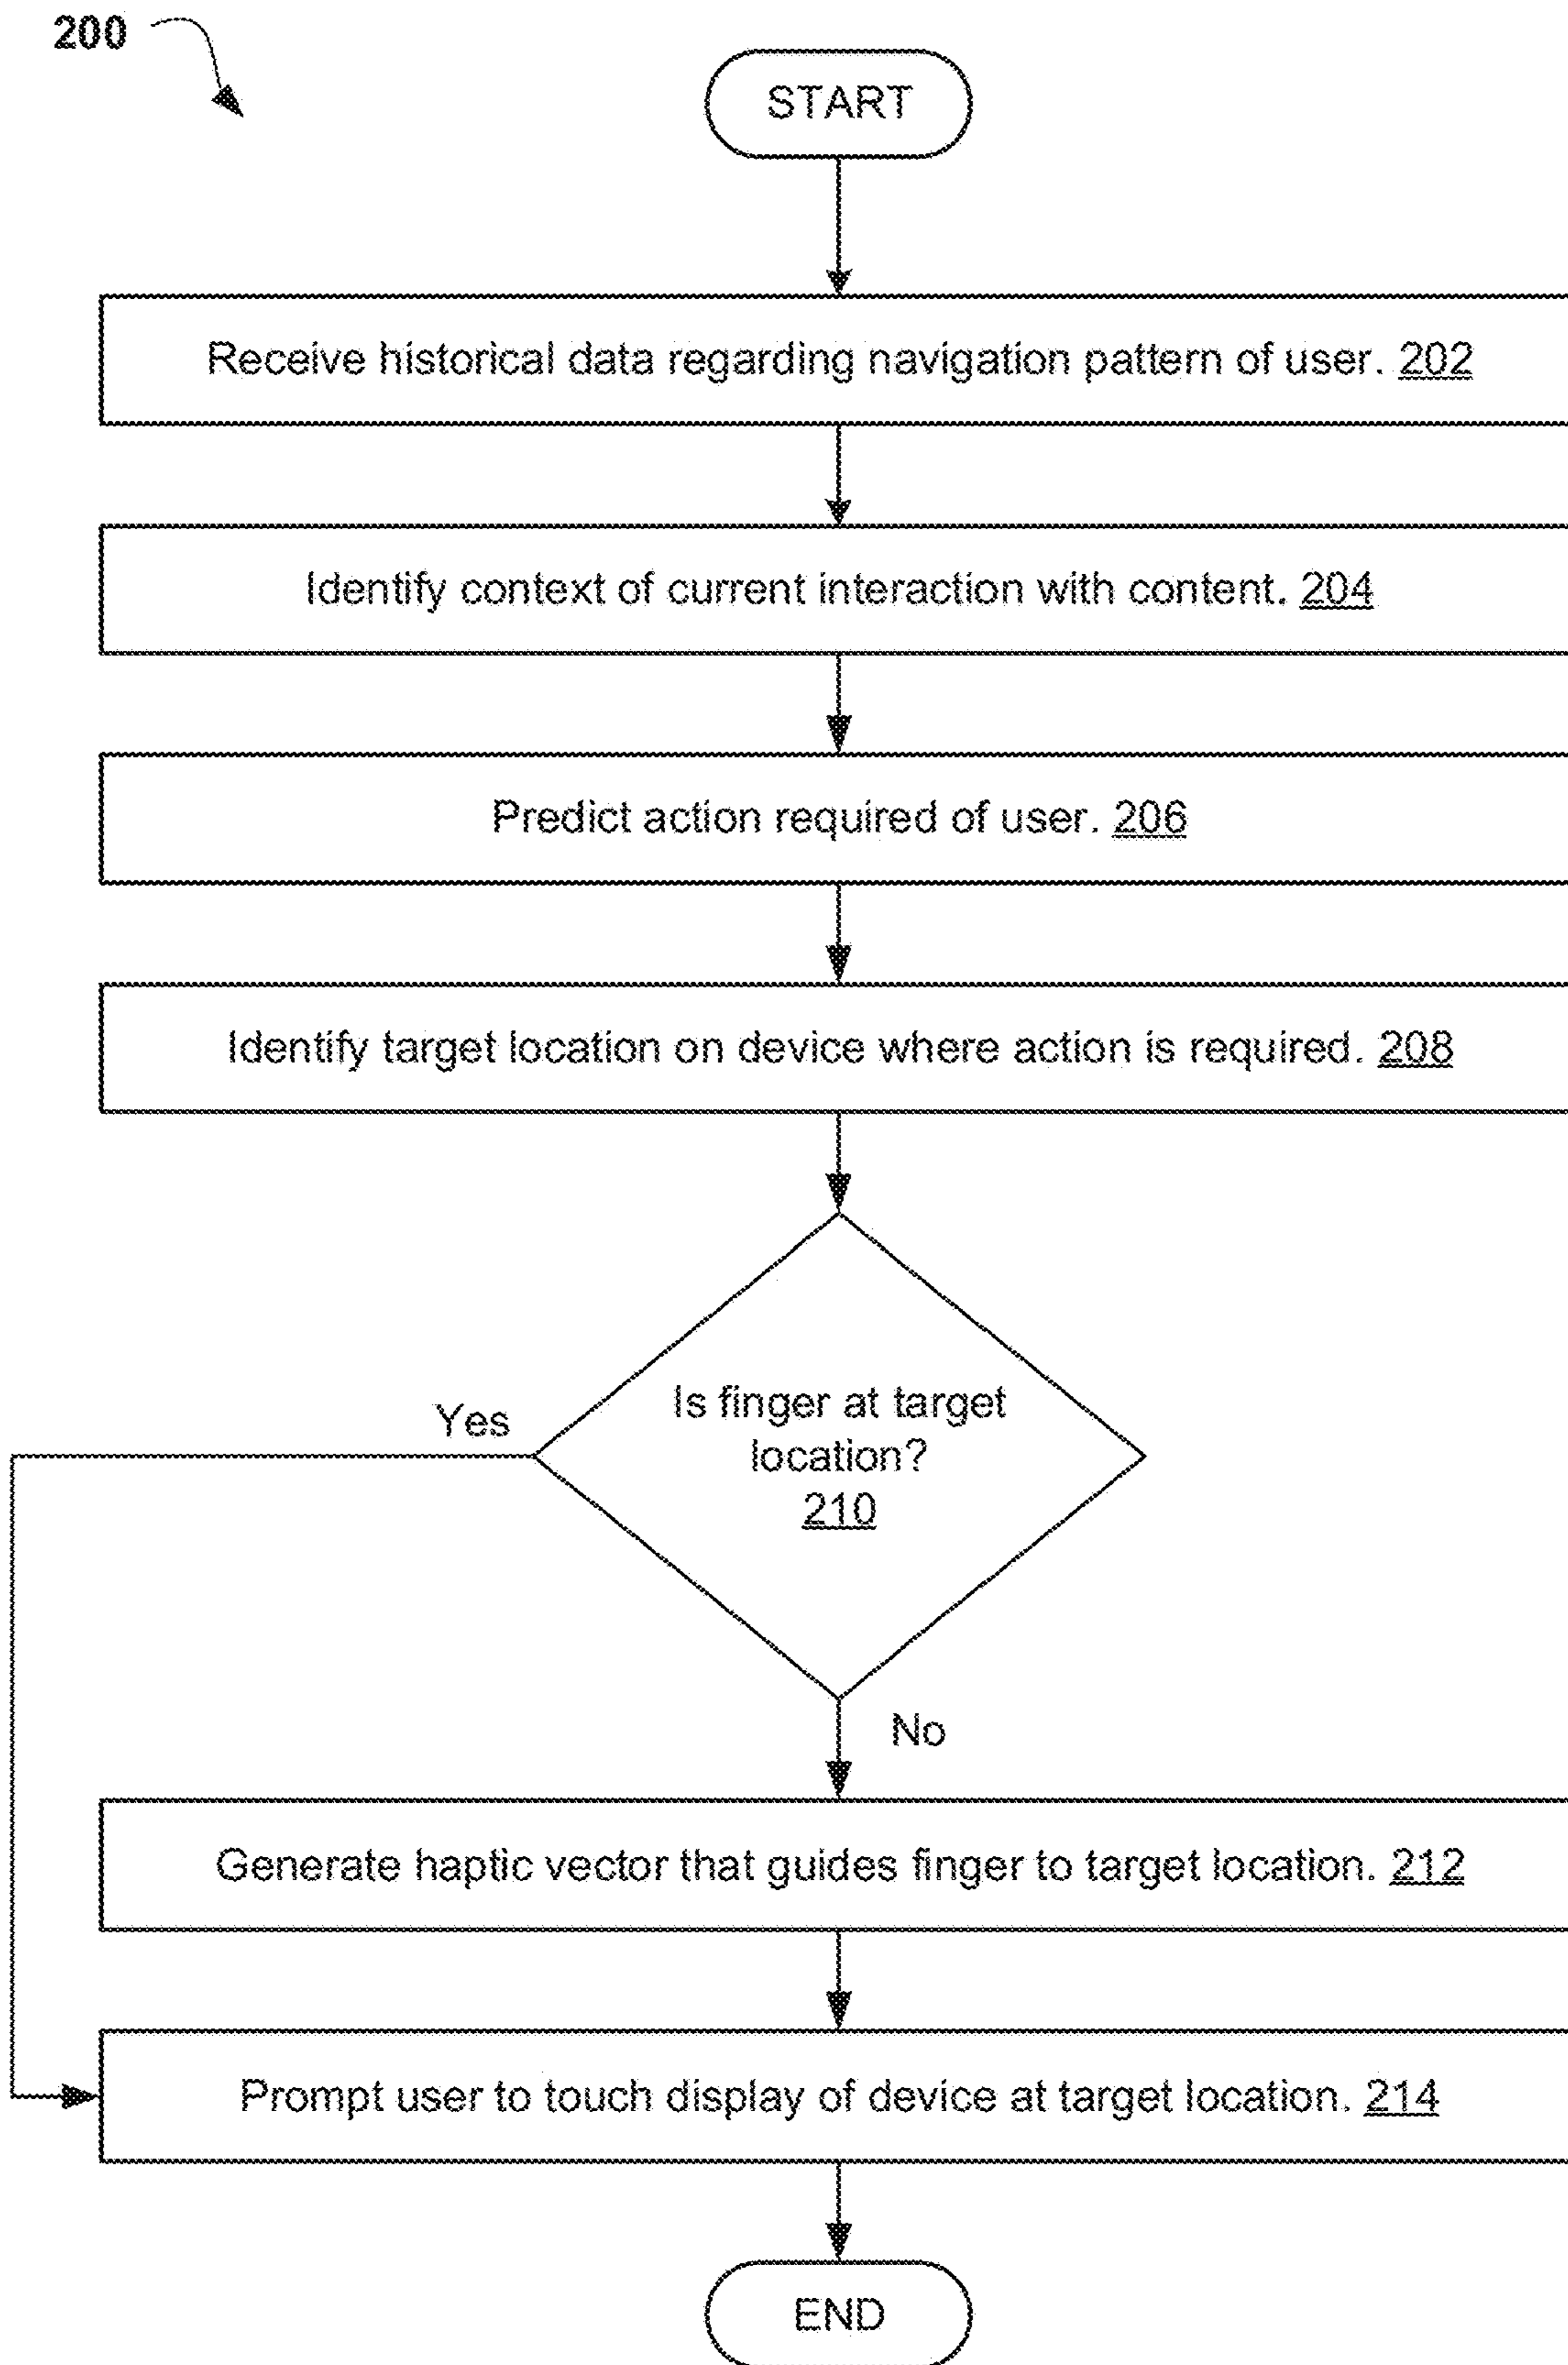 200
START
Receive historical data regarding navigation pattern of user. 202
Identify context of current interaction with content. 204
Predict action required of user. 206
Identify target location on device where action is required. 208
Is finger at target
location?
210
Yes
No
Generate haptic vector that guides finger to target location. 212
Prompt user to touch display of device at target location. 214
END